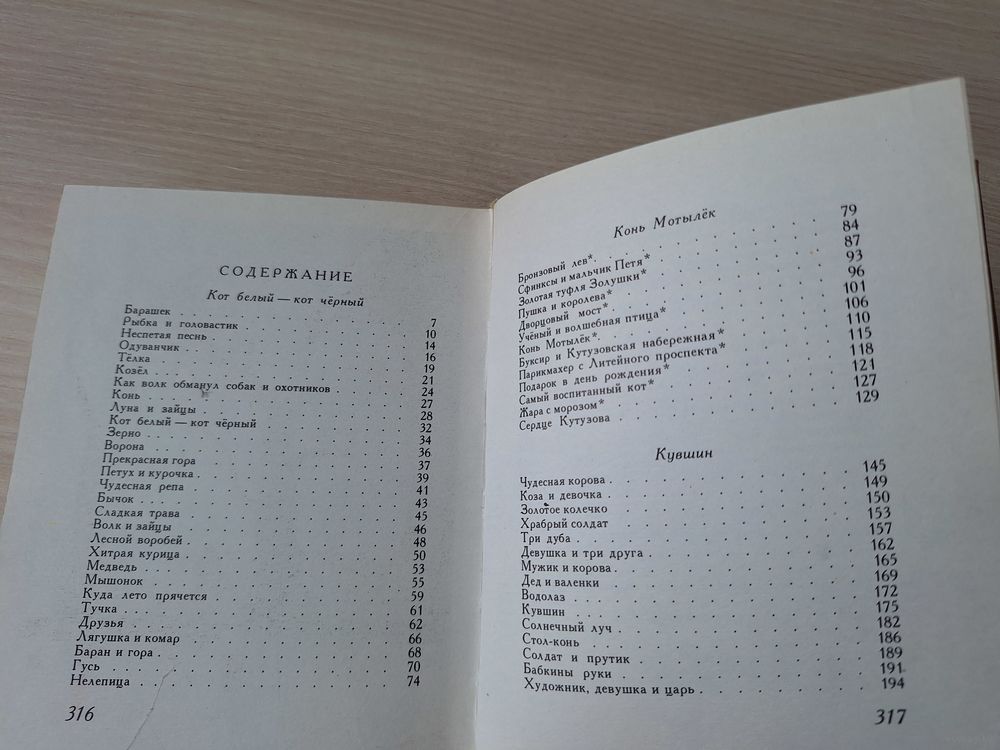 СОДЕРЖАНИЕ
Кот белый — кот чёрный
Барашек . . . 7
Рыбка и головастик . . . 10
Неспетая песнь . . . 14
Одуванчик . . . 16
Тёлка . . . 19
Козёл . . . 21
Как волк обманул собак и охотников . . . 24
Конь . . . 27
Луна и зайцы . . . 28
Кот белый — кот чёрный . . . 32
Зерно . . . 34
Ворона . . . 36
Прекрасная гора . . . 37
Петух и курочка . . . 39
Чудесная репа . . . 41
Бычок . . . 43
Сладкая трава . . . 45
Волк и зайцы . . . 46
Лесной воробей . . . 48
Хитрая курица . . . 50
Медведь . . . 53
Мышонок . . . 55
Куда лето прячется . . . 59
Тучка . . . 61
Друзья . . . 62
Лягушка и комар . . . 66
Баран и гора . . . 68
Гусь . . . 70
Нелепица . . . 74
316
Конь Мотылёк
Бронзовый лев* . . . 79
Сфинксы и мальчик Петя* . . . 84
Золотая туфля Золушки* . . . 87
Пушка и королева* . . . 93
Дворцовый мост* . . . 96
Учёный и волшебная птица* . . . 101
Конь Мотылёк* . . . 106
Буксир и Кутузовская набережная* . . . 110
Парикмахер с Литейного проспекта* . . . 115
Подарок в день рождения* . . . 118
Самый воспитанный кот* . . . 121
Жара с морозом* . . . 127
Сердце Кутузова . . . 129
Кувшин
Чудесная корова . . . 145
Коза и девочка . . . 149
Золотое колечко . . . 150
Храбрый солдат . . . 153
Три дуба . . . 157
Девушка и три друга . . . 162
Мужик и корова . . . 165
Дед и валенки . . . 169
Водолаз . . . 172
Кувшин . . . 175
Солнечный луч . . . 182
Стол-конь . . . 186
Солдат и прутик . . . 189
Бабкины руки . . . 191
Художник, девушка и царь . . . 194
317